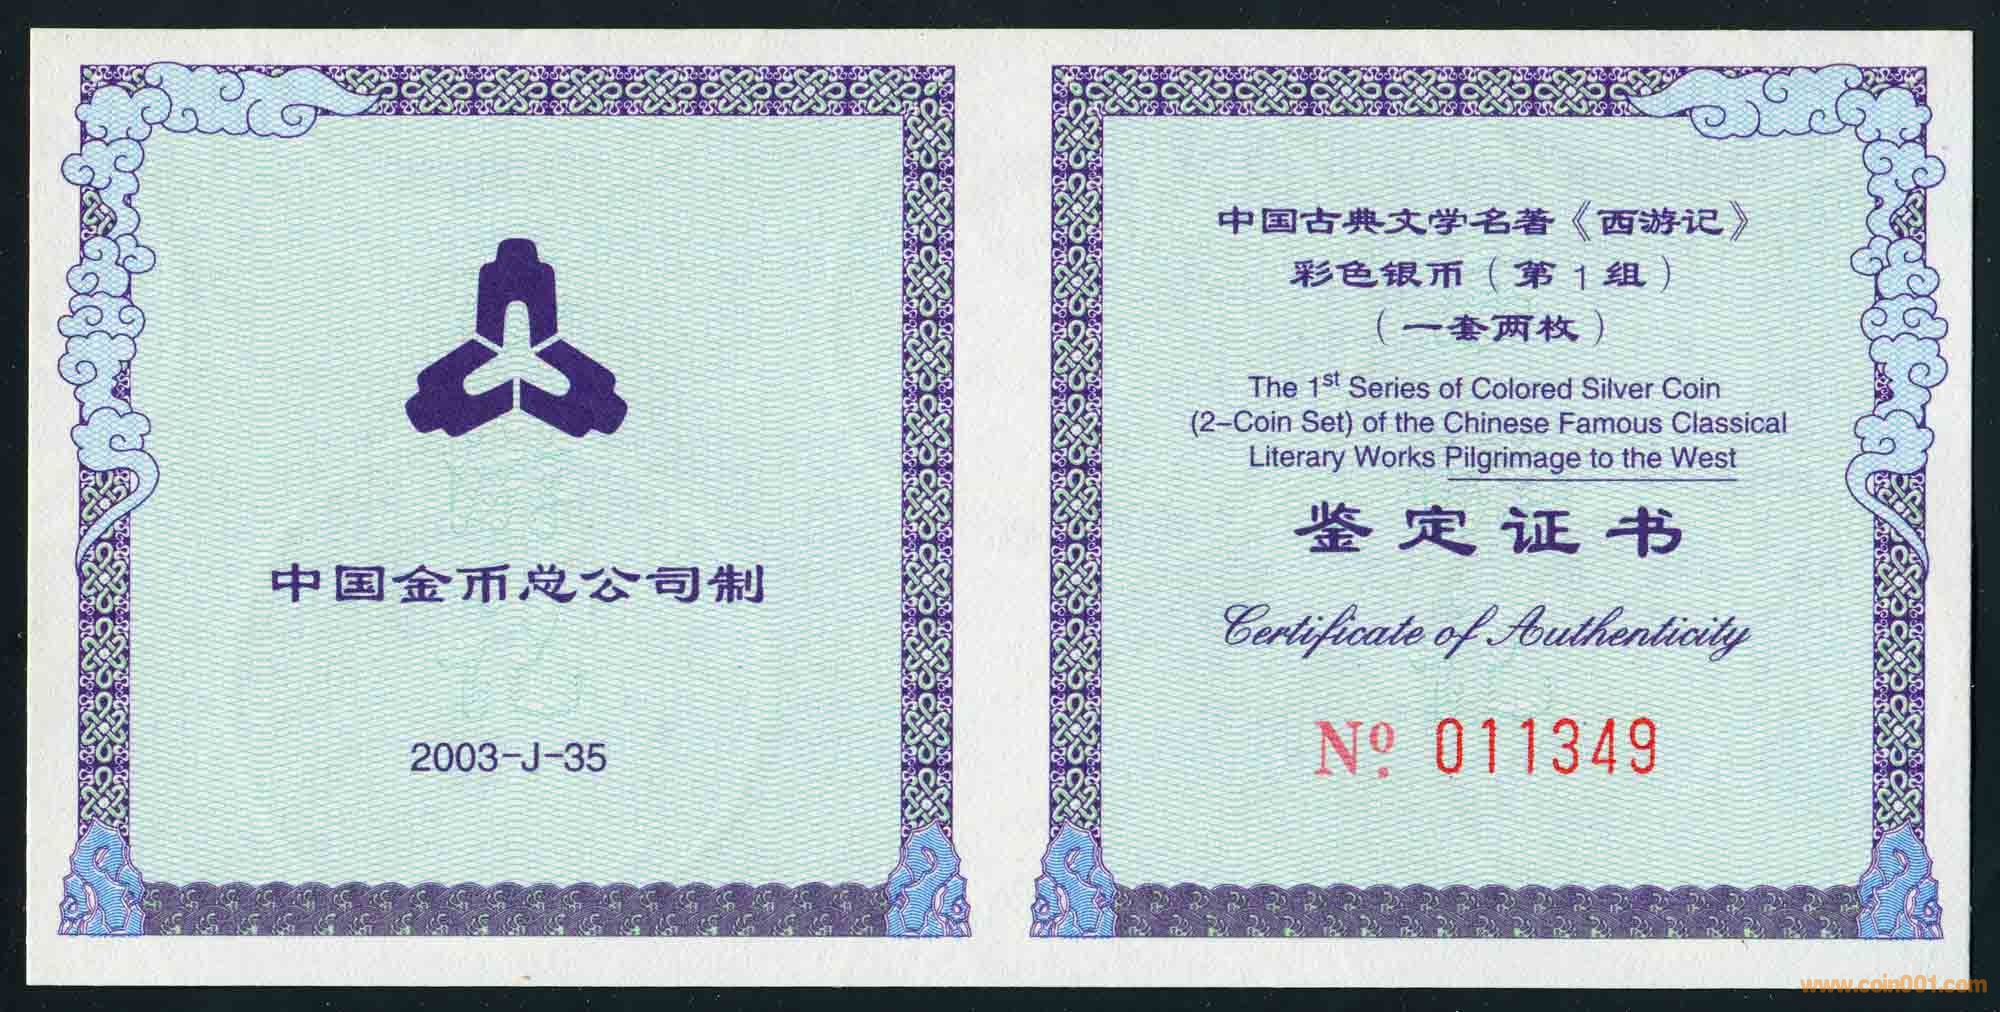 中国金币总公司制
2003-J-35
中国古典文学名著《西游记》
彩色银币（第1组）
（一套两枚）
The 1st Series of Colored Silver Coin
(2-Coin Set) of the Chinese Famous Classical
Literary Works Pilgrimage to the West
鉴定证书
Certificate of Authenticity
Nº. 011349
www.coin001.com